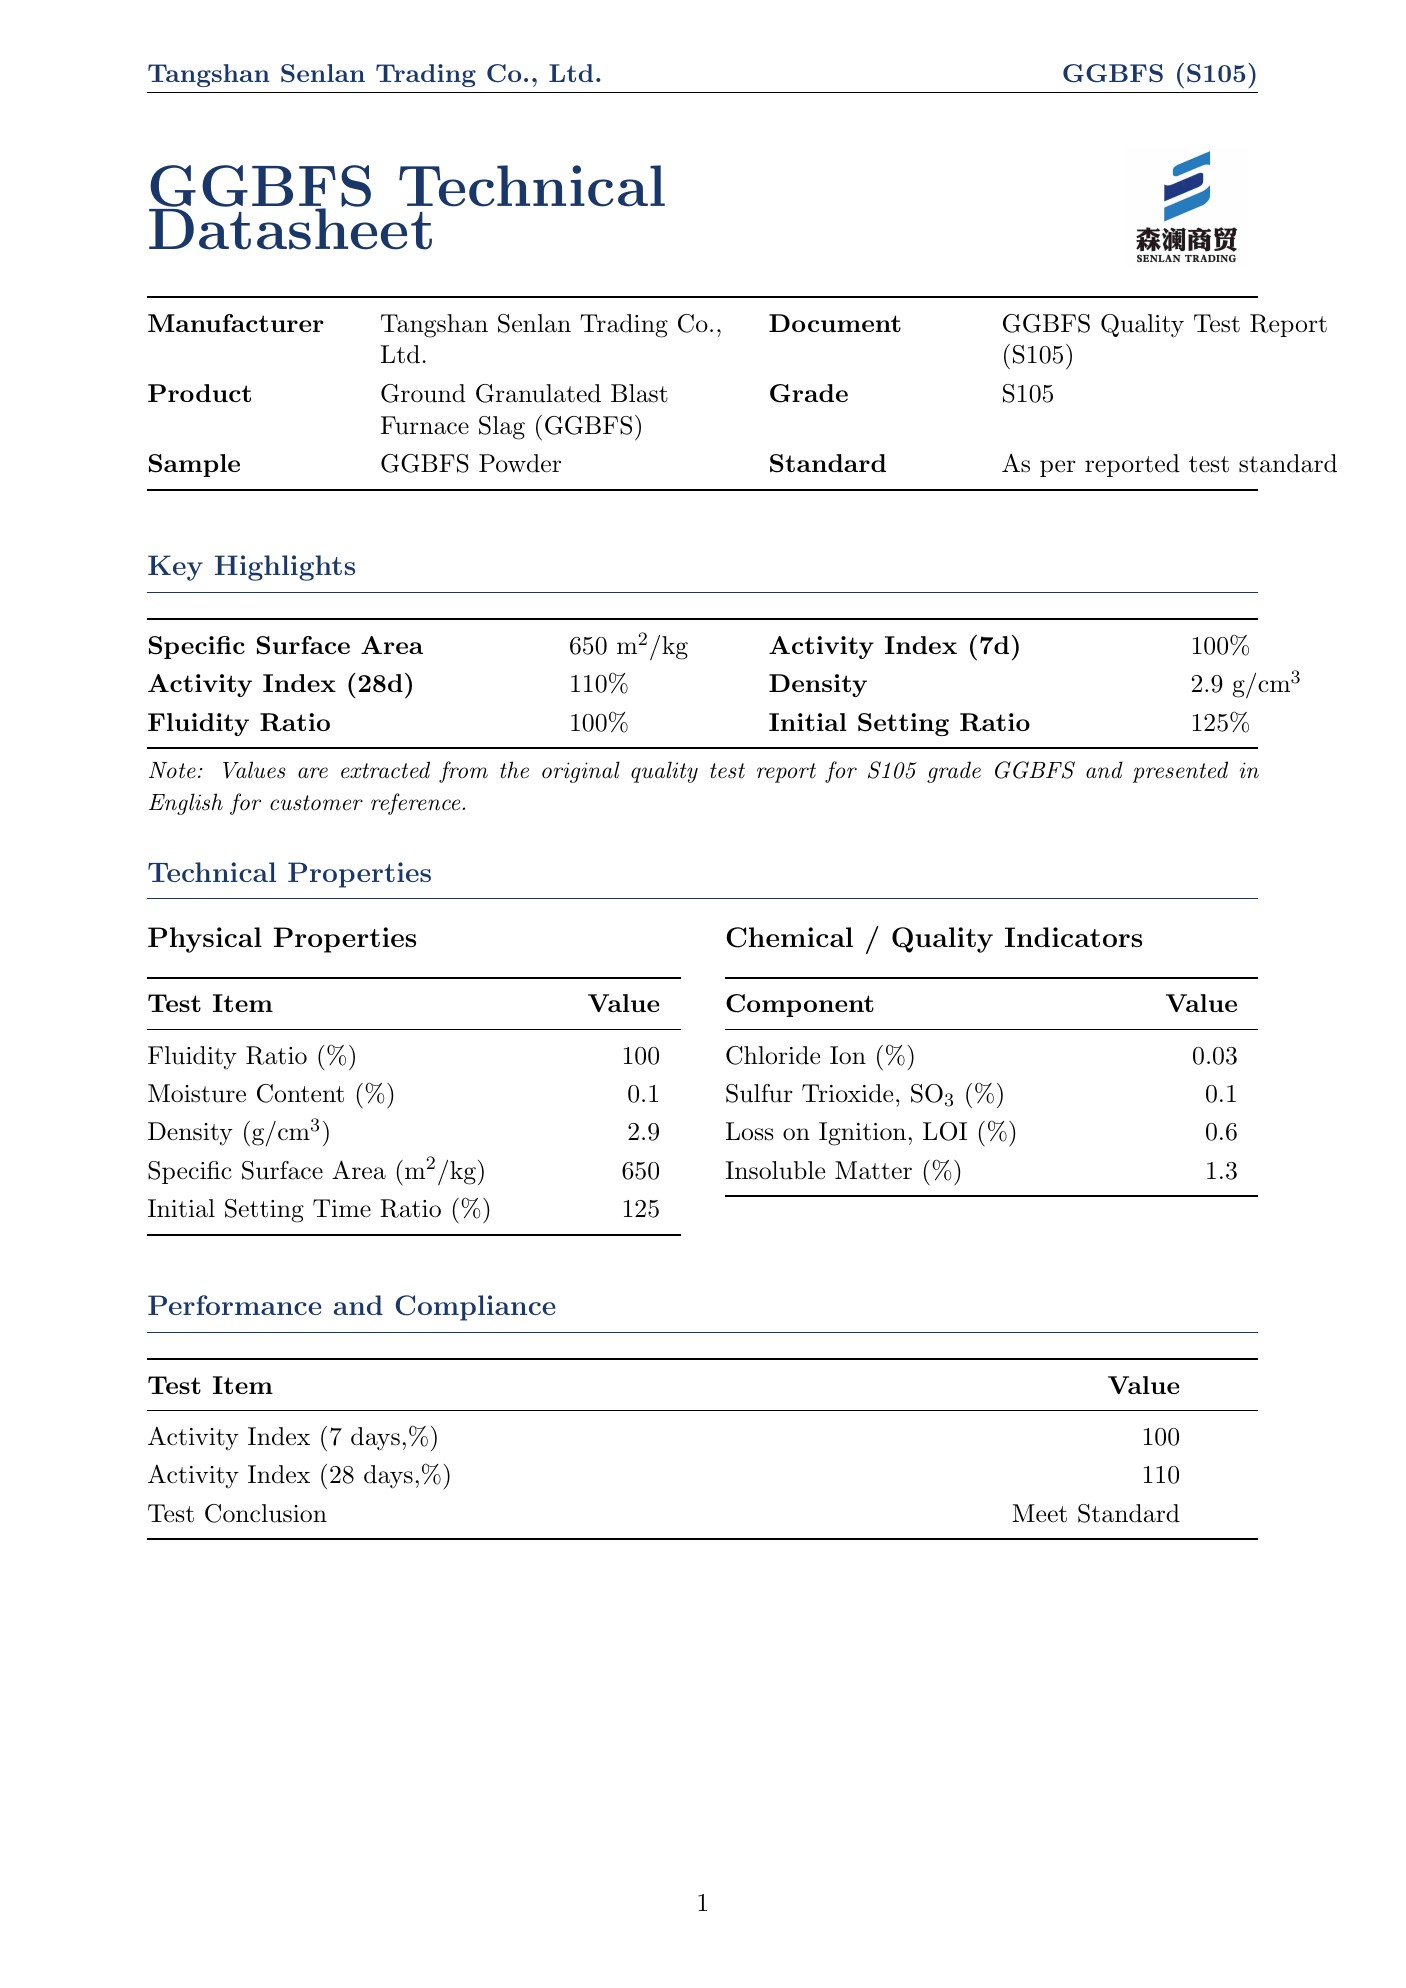 Tangshan Senlan Trading Co., Ltd. GGBFS (S105)
GGBFS Technical
Datasheet
森澜商贸
SENLAN TRADING
Manufacturer Tangshan Senlan Trading Co., Document GGBFS Quality Test Report
Ltd. (S105)
Product Ground Granulated Blast Grade S105
Furnace Slag (GGBFS)
Sample GGBFS Powder Standard As per reported test standard
Key Highlights
Specific Surface Area 650 m²/kg Activity Index (7d) 100%
Activity Index (28d) 110% Density 2.9 g/cm³
Fluidity Ratio 100% Initial Setting Ratio 125%
Note: Values are extracted from the original quality test report for S105 grade GGBFS and presented in
English for customer reference.
Technical Properties
Physical Properties
Test Item Value
Fluidity Ratio (%) 100
Moisture Content (%) 0.1
Density (g/cm³) 2.9
Specific Surface Area (m²/kg) 650
Initial Setting Time Ratio (%) 125
Chemical / Quality Indicators
Component Value
Chloride Ion (%) 0.03
Sulfur Trioxide, SO₃ (%) 0.1
Loss on Ignition, LOI (%) 0.6
Insoluble Matter (%) 1.3
Performance and Compliance
Test Item Value
Activity Index (7 days,%) 100
Activity Index (28 days,%) 110
Test Conclusion Meet Standard
1